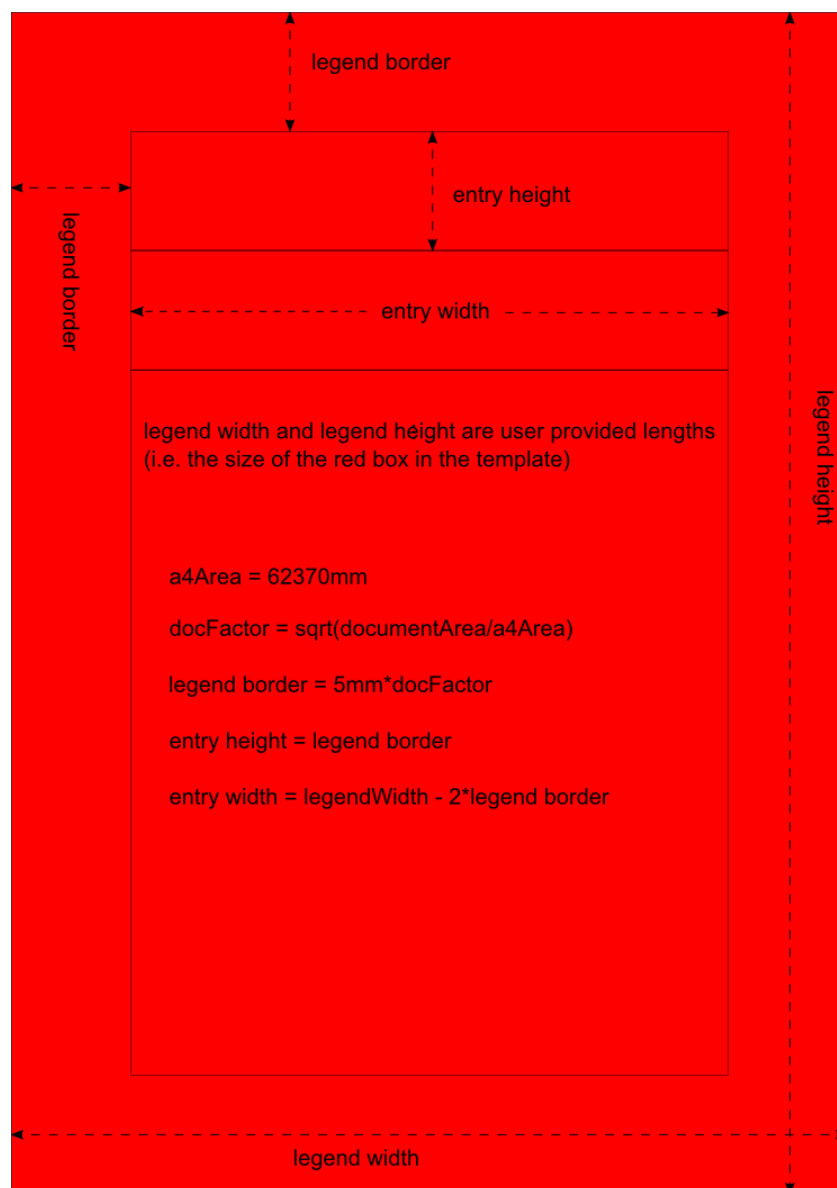 legend border
entry height
legend border
entry width
legend width and legend height are user provided lengths
(i.e. the size of the red box in the template)
legend height
a4Area = 62370mm
docFactor = sqrt(documentArea/a4Area)
legend border = 5mm*docFactor
entry height = legend border
entry width = legendWidth - 2*legend border
legend width